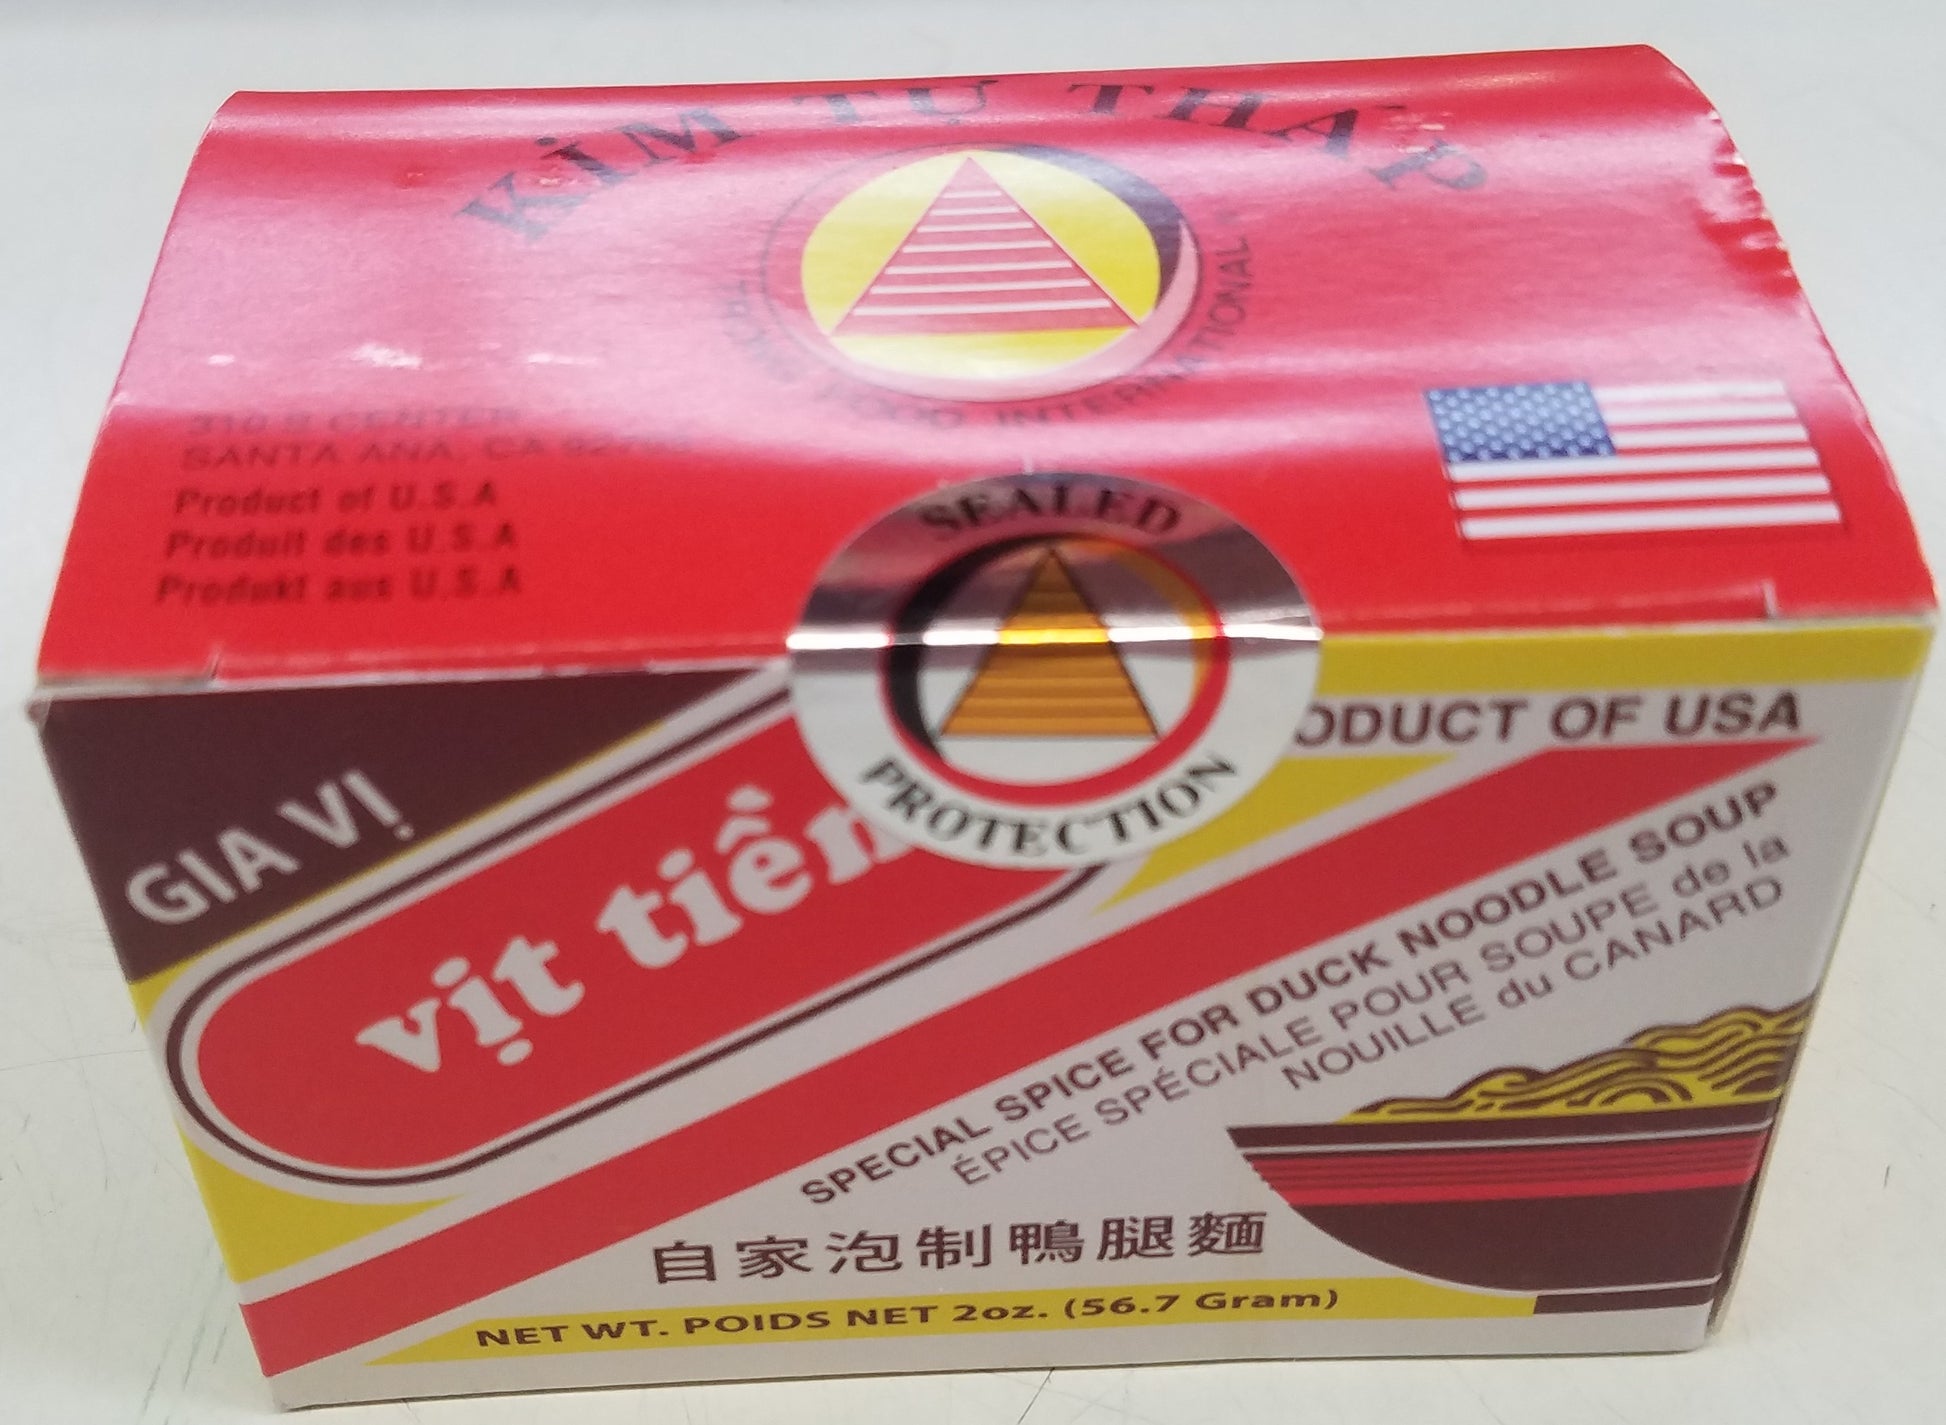 KIM TỰ THÁP
FOOD INTERNATIONAL
SANTA ANA, CA
Product of U.S.A
Produit des U.S.A
Produkt aus U.S.A
SEALED
PROTECTION
ODUCT OF USA
GIA VỊ
vịt tiền
SPECIAL SPICE FOR DUCK NOODLE SOUP
ÉPICE SPÉCIALE POUR SOUPE de la
NOUILLE du CANARD
自家泡制鴨腿麵
NET WT. POIDS NET 2oz. (56.7 Gram)